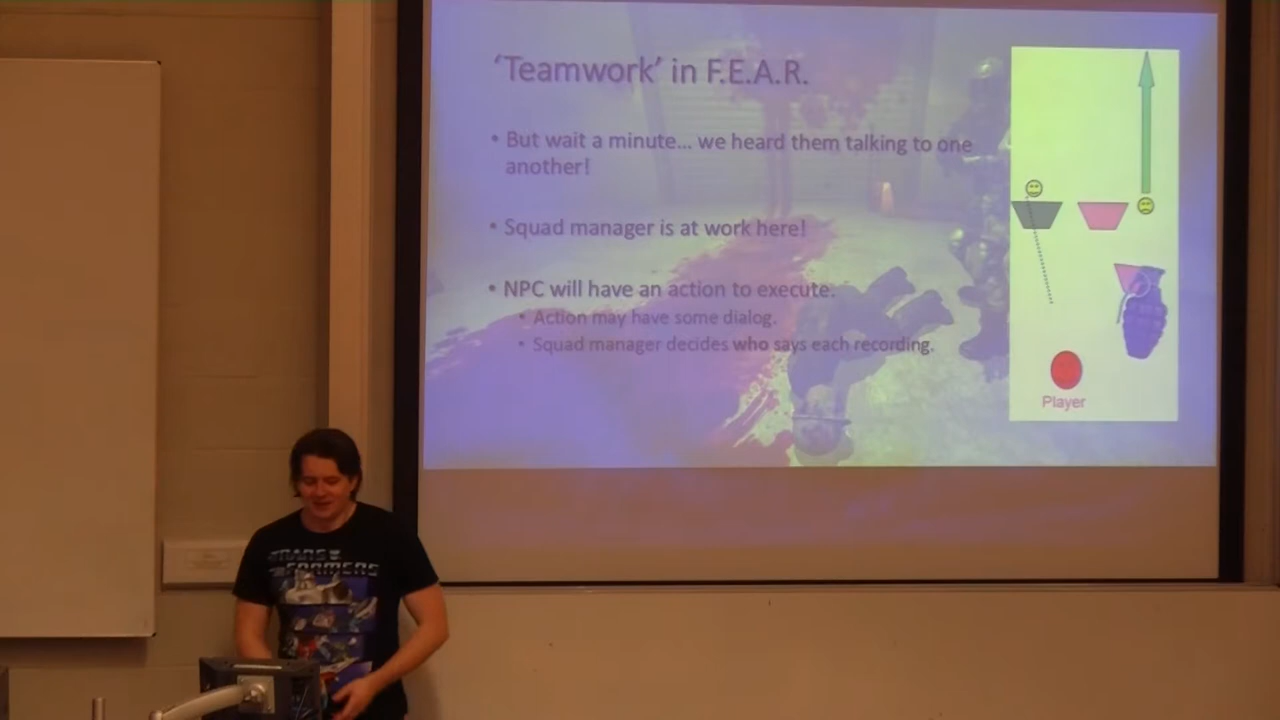 ‘Teamwork’ in F.E.A.R.
• But wait a minute... we heard them talking to one
another!
• Squad manager is at work here!
• NPC will have an action to execute.
• Action may have some dialog.
• Squad manager decides who says each recording.
Player
TRANS
FORMERS